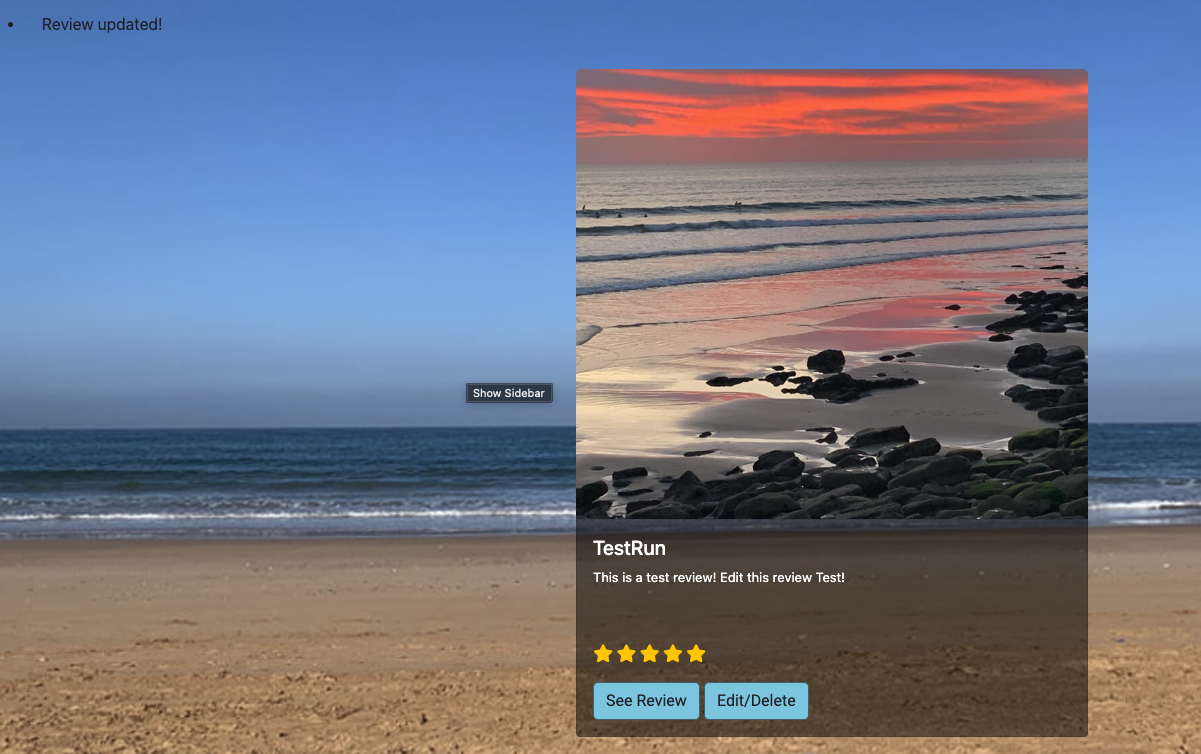 Review updated!
Show Sidebar
TestRun
This is a test review! Edit this review Test!
See Review Edit/Delete